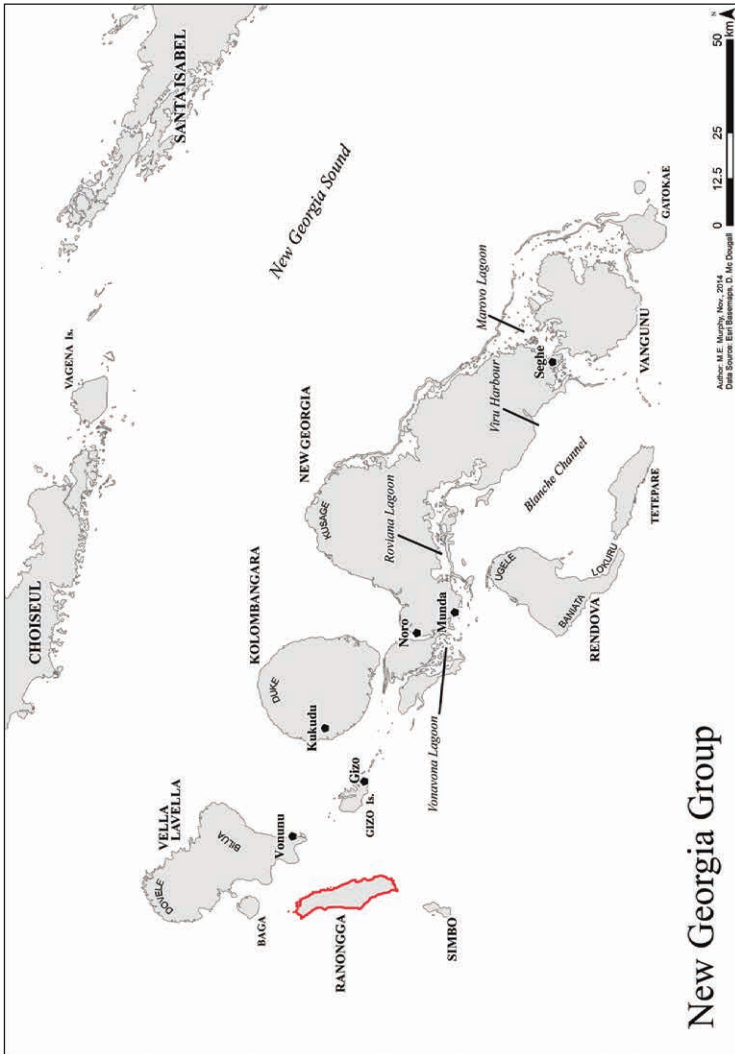 CHOISEUL
VAGENA Is.
SANTA ISABEL
New Georgia Sound
VELLA
LAVELLA
DOVELE
BILUA
Vonunu
BAGA
RANONGGA
SIMBO
Gizo
GIZO Is.
KOLOMBANGARA
DUKE
Kukudu
NEW GEORGIA
KUSAGE
Noro
Munda
Roviana Lagoon
Vonavona Lagoon
Marovo Lagoon
Viru Harbour
Seghe
Blanche Channel
UGELE
BANIATA
LOKURU
RENDOVA
TETEPARE
VANGUNU
GATOKAE
New Georgia Group
N
0 12.5 25 50
km
Author: M.E. Murphy, Nov., 2014
Data Source: Esri Basemaps, D. Mc Dougall